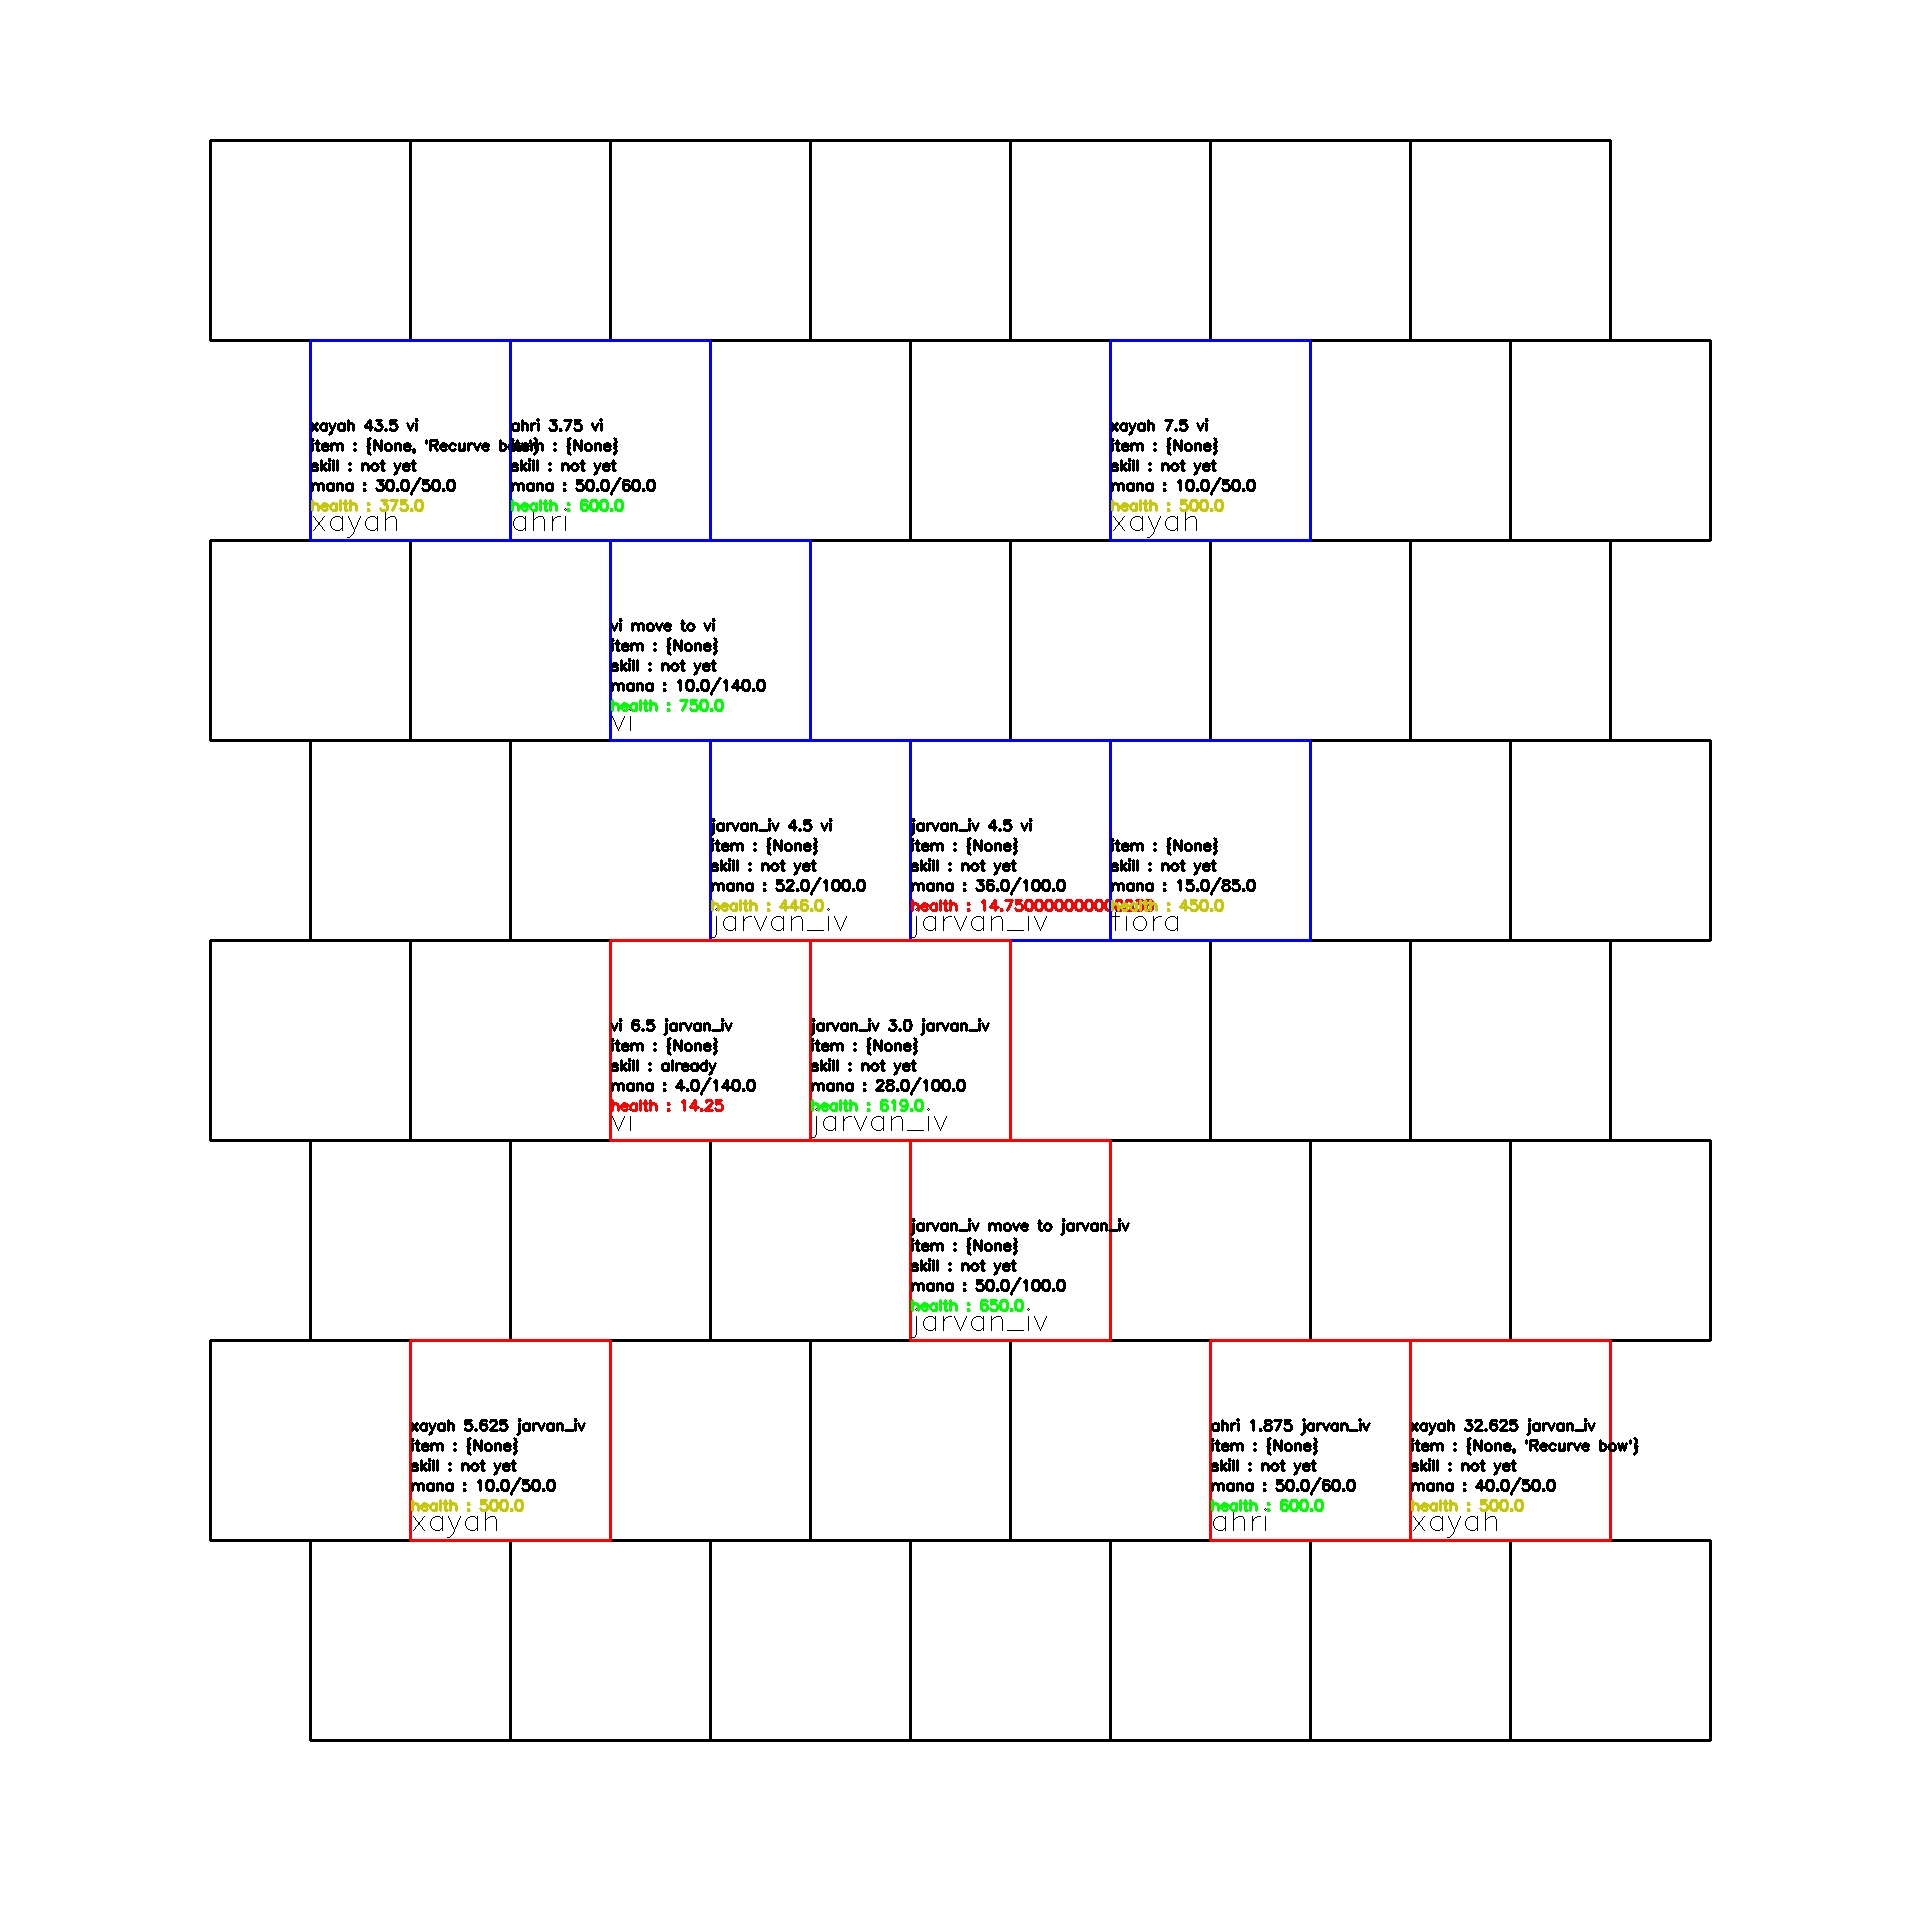 xayah 43.5 vi
item : {None, 'Recurve
skill : not yet
mana : 30.0/50.0
health : 375.0
xayah
ahri 3.75 vi
item : {None}
skill : not yet
mana : 50.0/60.0
health : 600.0
ahri
xayah 7.5 vi
item : {None}
skill : not yet
mana : 10.0/50.0
health : 500.0
xayah
vi move to vi
item : {None}
skill : not yet
mana : 10.0/140.0
health : 750.0
vi
jarvan_iv 4.5 vi
item : {None}
skill : not yet
mana : 52.0/100.0
health : 446.0
jarvan_iv
jarvan_iv 4.5 vi
item : {None}
skill : not yet
mana : 36.0/100.0
health :
jarvan_iv
item : {None}
skill : not yet
mana : 15.0/85.0
health : 450.0
fiora
vi 6.5 jarvan_iv
item : {None}
skill : already
mana : 4.0/140.0
health : 14.25
vi
jarvan_iv 3.0 jarvan_iv
item : {None}
skill : not yet
mana : 28.0/100.0
health : 619.0
jarvan_iv
jarvan_iv move to jarvan_iv
item : {None}
skill : not yet
mana : 50.0/100.0
health : 650.0
jarvan_iv
xayah 5.625 jarvan_iv
item : {None}
skill : not yet
mana : 10.0/50.0
health : 500.0
xayah
ahri 1.875 jarvan_iv
item : {None}
skill : not yet
mana : 50.0/60.0
health : 600.0
ahri
xayah 32.625 jarvan_iv
item : {None, 'Recurve bow'}
skill : not yet
mana : 40.0/50.0
health : 500.0
xayah